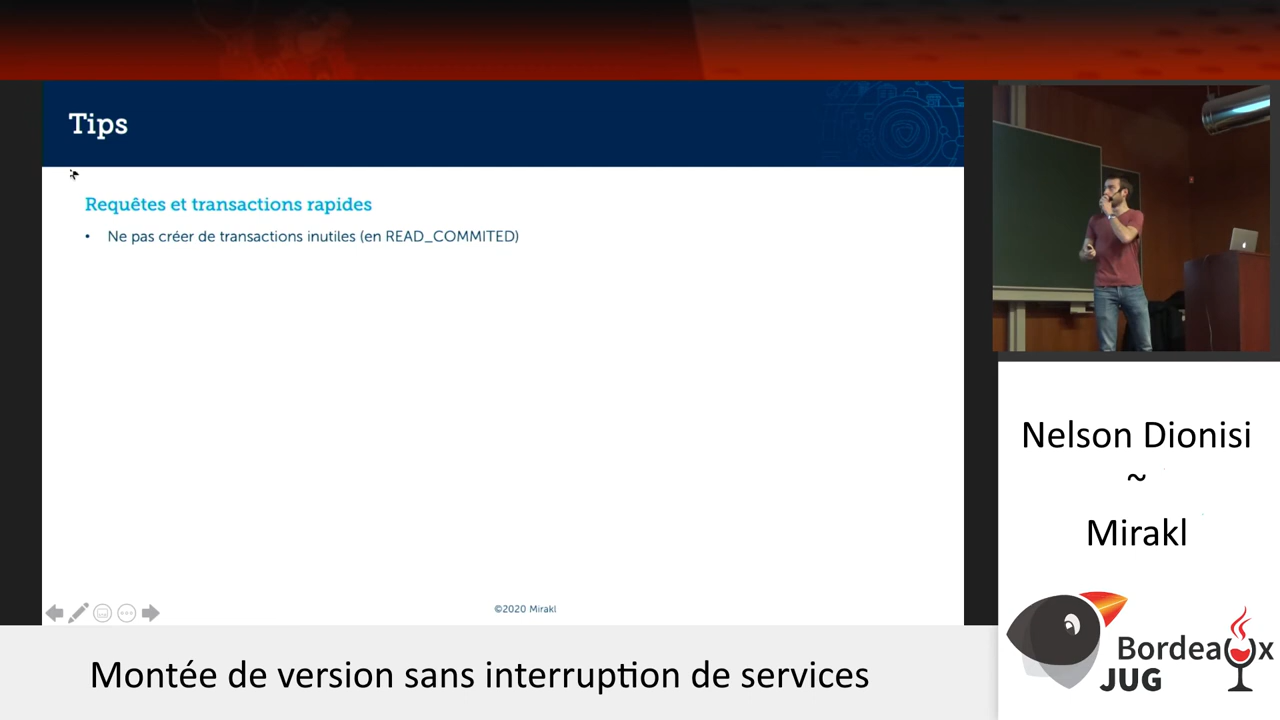 Tips
Requêtes et transactions rapides
• Ne pas créer de transactions inutiles (en READ_COMMITED)
©2020 Mirakl
Nelson Dionisi
~
Mirakl
Bordeaux
JUG
Montée de version sans interruption de services